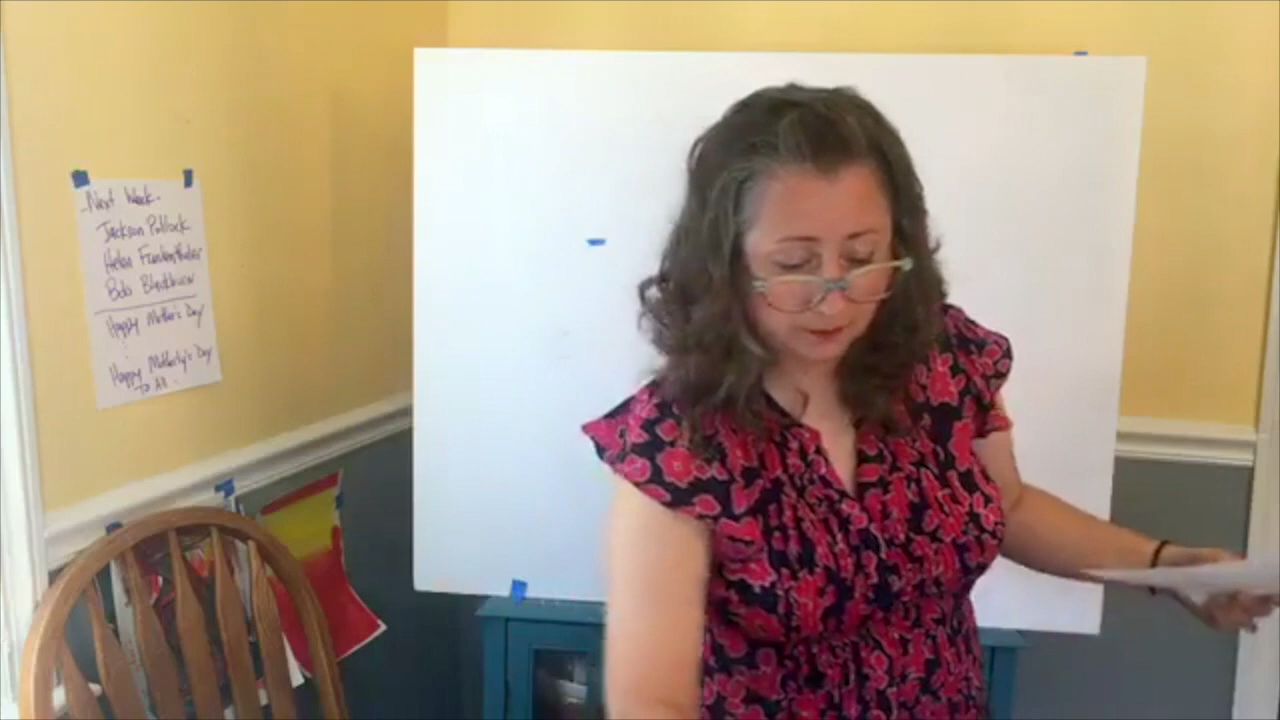 Next Week
Jackson Pollock
Helen Frankenthaler
Bob Blackburn
Happy Mother's Day
Happy Motherly's Day
To All